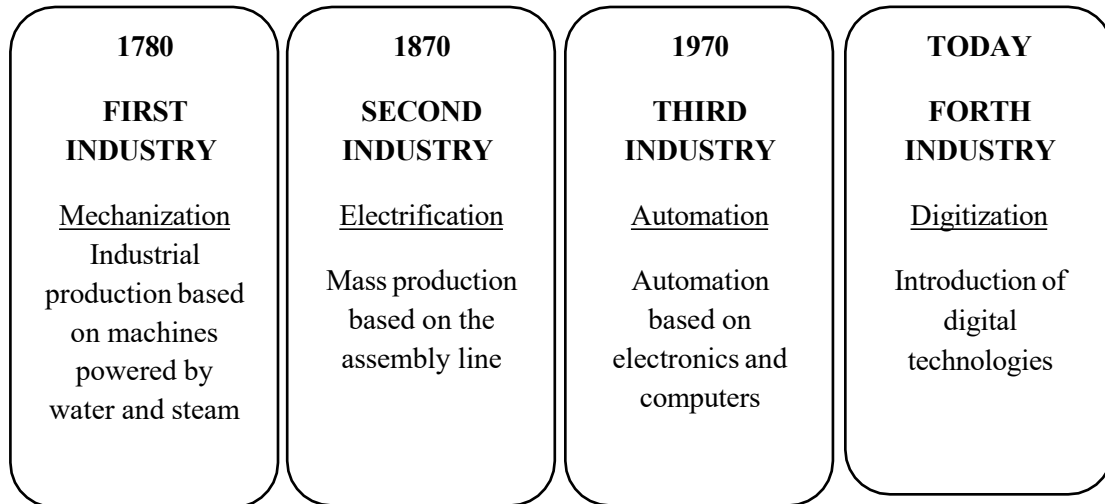 1780
FIRST
INDUSTRY
Mechanization
Industrial
production based
on machines
powered by
water and steam
1870
SECOND
INDUSTRY
Electrification
Mass production
based on the
assembly line
1970
THIRD
INDUSTRY
Automation
Automation
based on
electronics and
computers
TODAY
FORTH
INDUSTRY
Digitization
Introduction of
digital
technologies